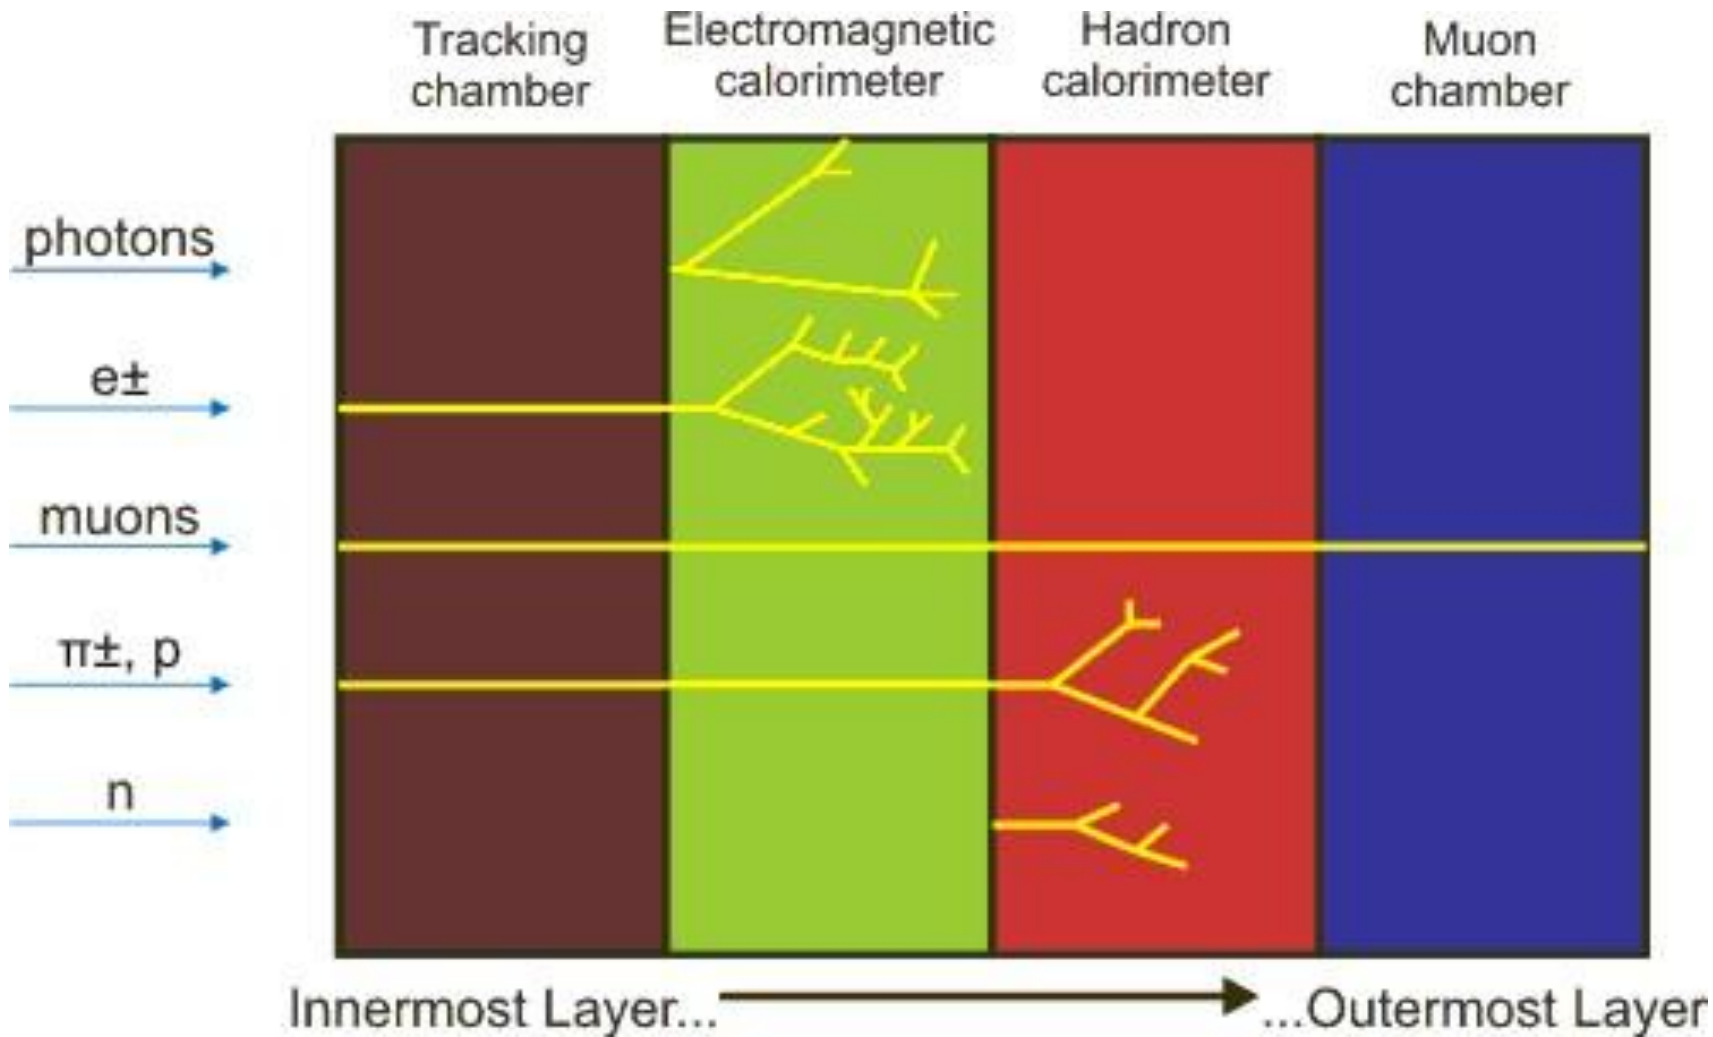 Tracking
chamber
Electromagnetic
calorimeter
Hadron
calorimeter
Muon
chamber
photons
e±
muons
π±, p
n
Innermost Layer...
...Outermost Layer